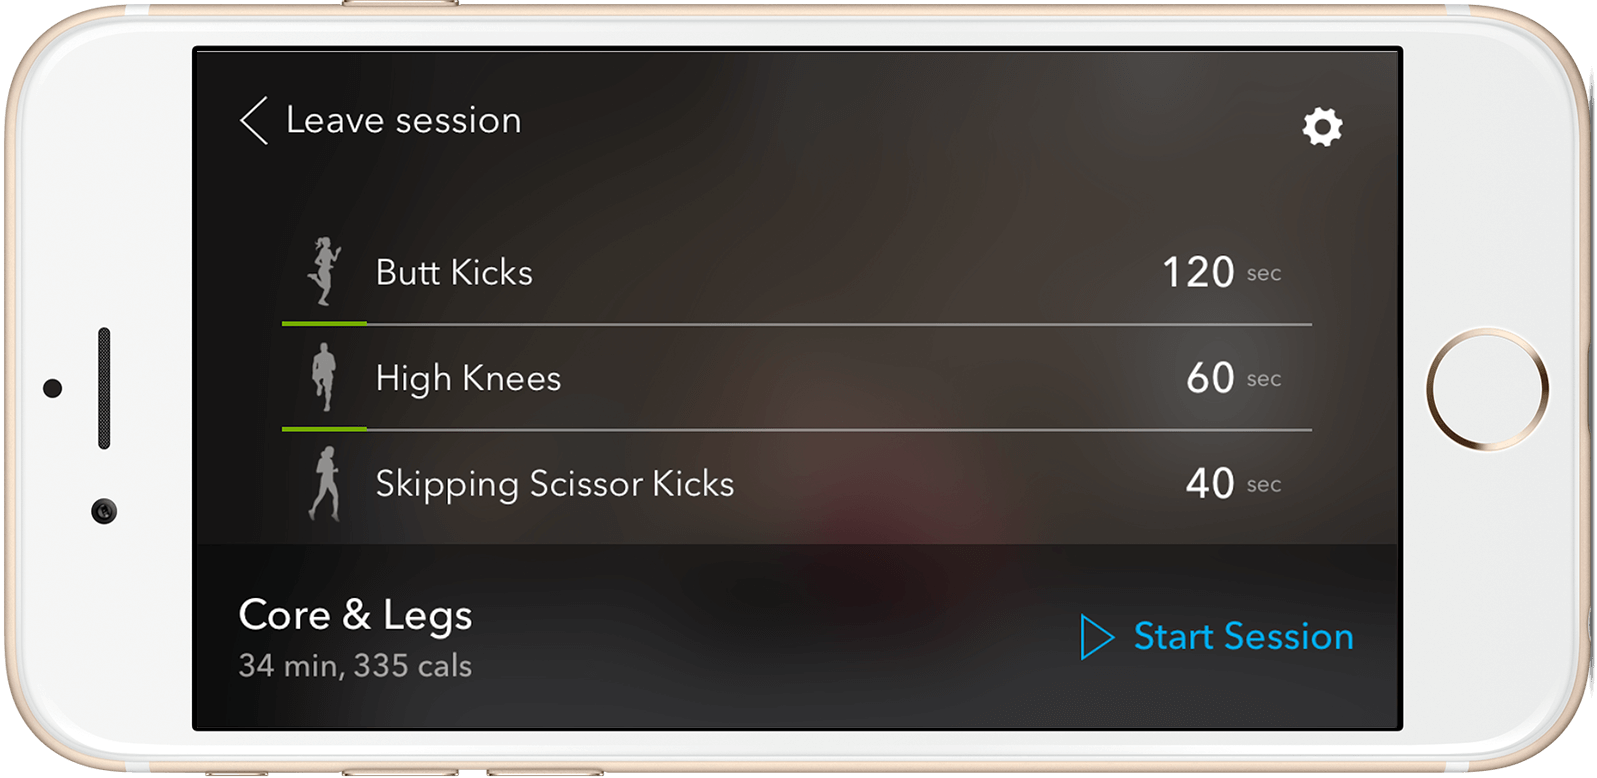 Leave session
Butt Kicks 120 sec
High Knees 60 sec
Skipping Scissor Kicks 40 sec
Core & Legs
34 min, 335 cals
Start Session